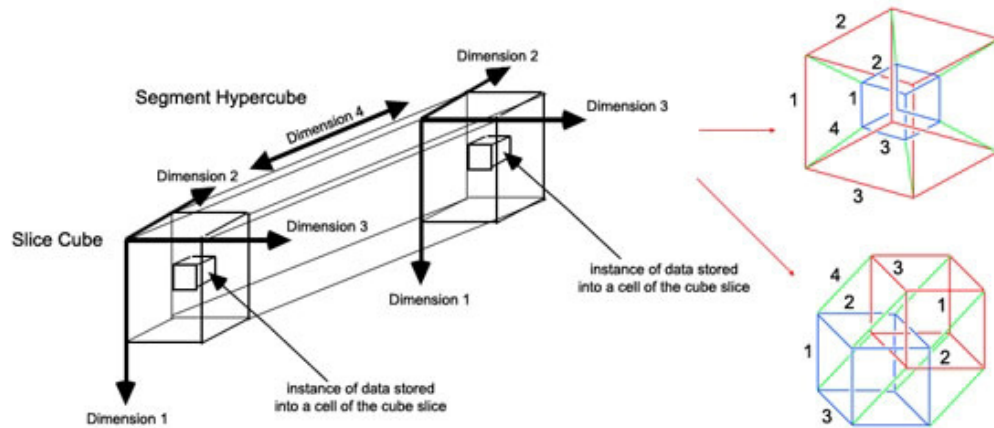 Segment Hypercube
Dimension 4
Dimension 2
Dimension 3
Dimension 2
Slice Cube
Dimension 3
Dimension 1
instance of data stored
into a cell of the cube slice
instance of data stored
into a cell of the cube slice
Dimension 1
2
2
1
1
4
3
3
4
3
2
1
1
2
3